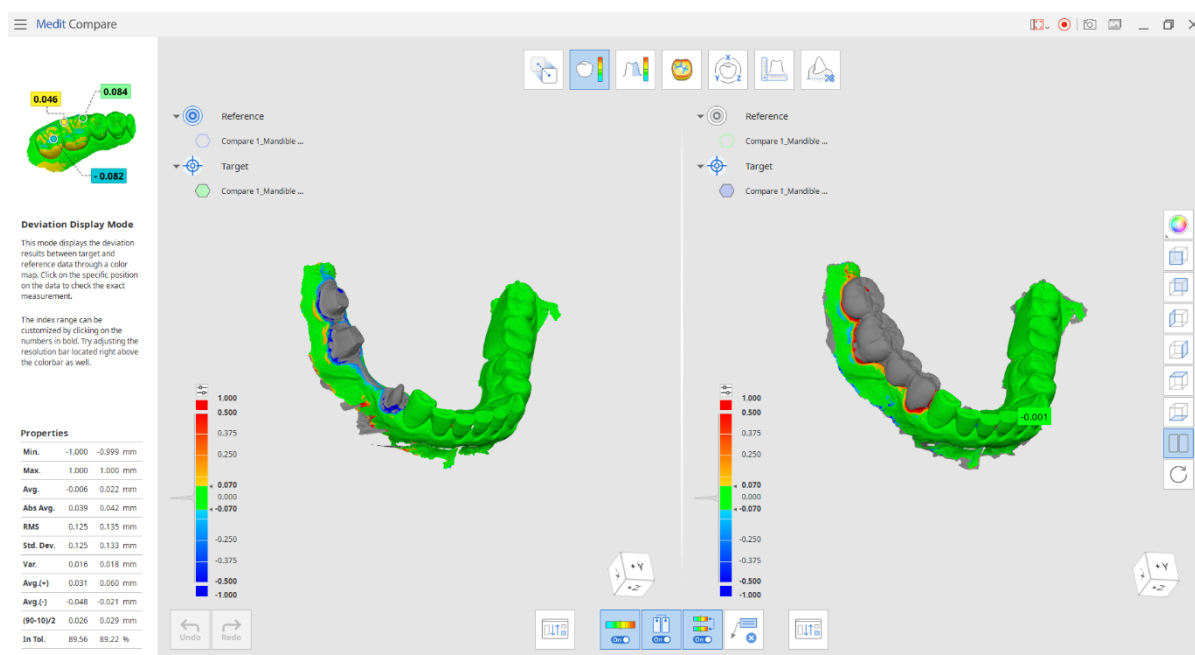 Medit Compare
0.046
0.084
-0.082
Deviation Display Mode
This mode displays the deviation
results between target and
reference data through a color
map. Click on the specific position
on the data to check the exact
measurement.
The index range can be
customized by clicking on the
numbers in bold. Try adjusting the
resolution bar located right above
the colorbar as well.
Properties
Min. -1.000 -0.999 mm
Max. 1.000 1.000 mm
Avg. -0.006 0.022 mm
Abs Avg. 0.039 0.042 mm
RMS 0.125 0.135 mm
Std. Dev. 0.125 0.133 mm
Var. 0.016 0.018 mm
Avg.(+) 0.031 0.060 mm
Avg.(-) -0.048 -0.021 mm
(90-10)/2 0.026 0.029 mm
In Tol. 89.56 89.22 %
Reference
Compare 1_Mandible ...
Target
Compare 1_Mandible ...
1.000
0.500
0.375
0.250
0.070
0.000
-0.070
-0.250
-0.375
-0.500
-1.000
+Y
+Z
Undo
Redo
X
Y
Z
Reference
Compare 1_Mandible ...
Target
Compare 1_Mandible ...
-0.001
1.000
0.500
0.375
0.250
0.070
0.000
-0.070
-0.250
-0.375
-0.500
-1.000
+Y
+Z
ON
ON
ON